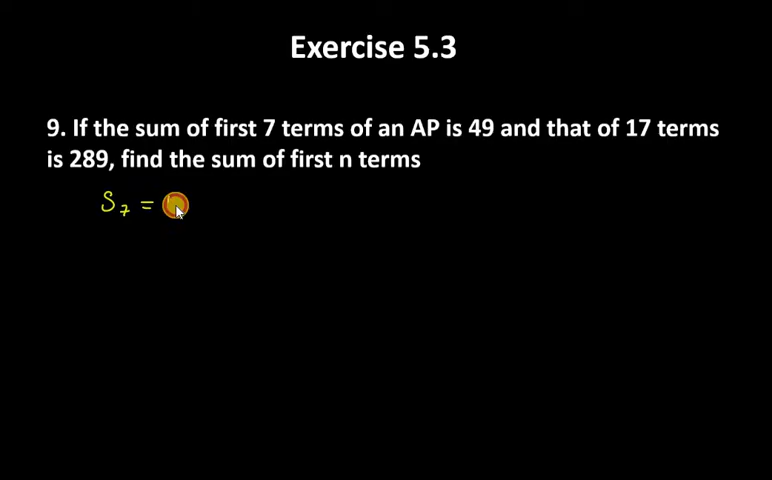 Exercise 5.3
9. If the sum of first 7 terms of an AP is 49 and that of 17 terms
is 289, find the sum of first n terms
S₇ =